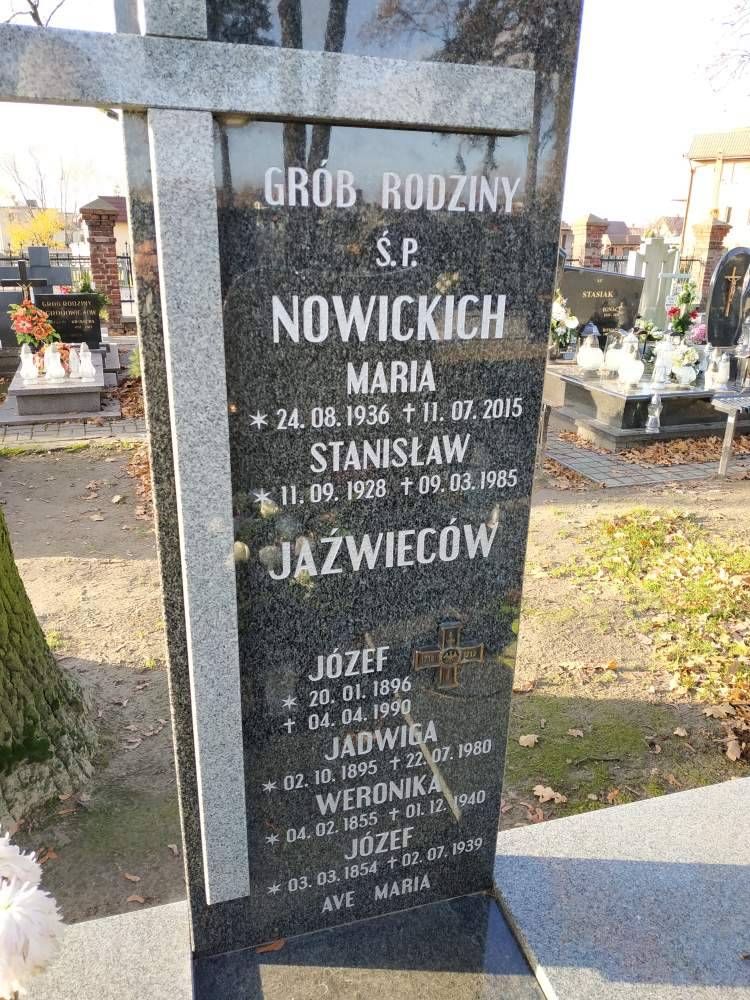 GRÓB RODZINY
Ś.P.
NOWICKICH
MARIA
* 24.08.1936 † 11.07.2015
STANISŁAW
* 11.09.1928 † 09.03.1985
JAŹWIECÓW
JÓZEF
* 20.01.1896
† 04.04.1990
JADWIGA
* 02.10.1895 † 22.07.1980
WERONIKA
* 04.02.1855 † 01.12.1940
JÓZEF
* 03.03.1854 † 02.07.1939
AVE MARIA
GRÓB RODZINY
STASIAK